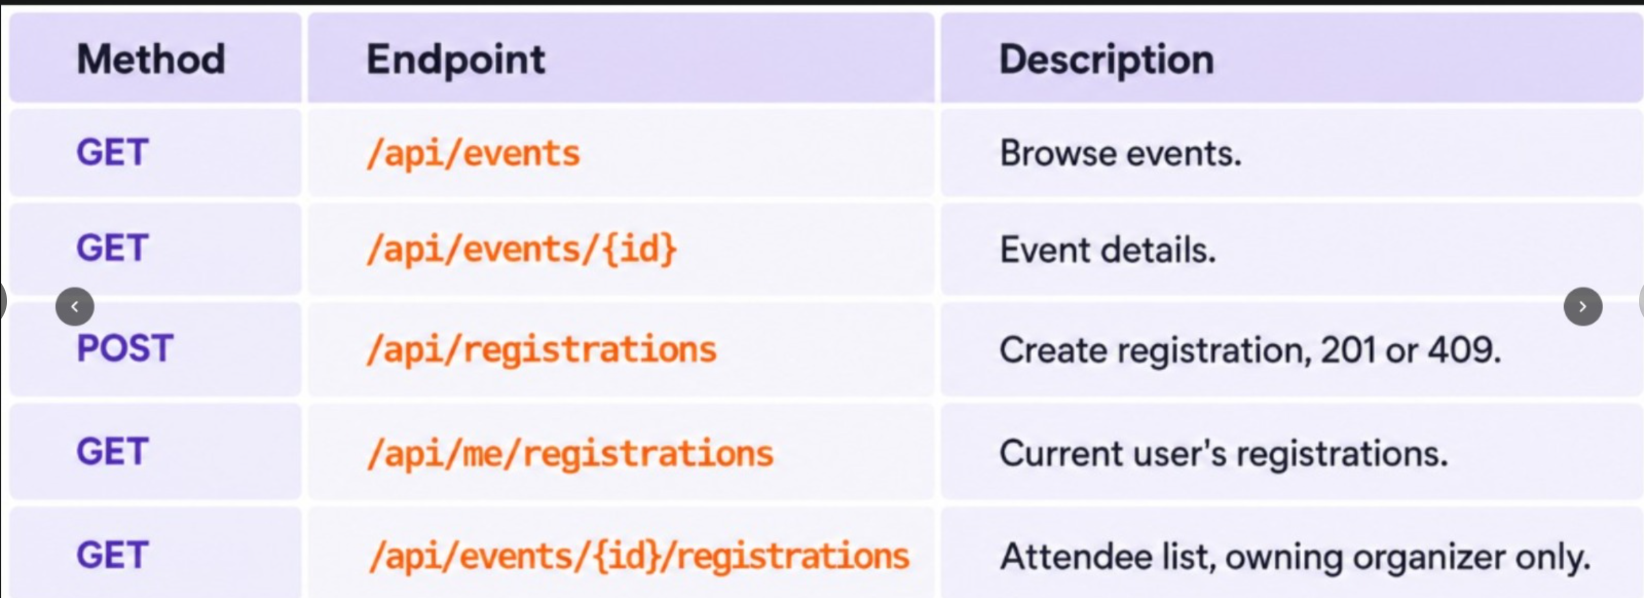 Method Endpoint Description
GET /api/events Browse events.
GET /api/events/{id} Event details.
POST /api/registrations Create registration, 201 or 409.
GET /api/me/registrations Current user's registrations.
GET /api/events/{id}/registrations Attendee list, owning organizer only.